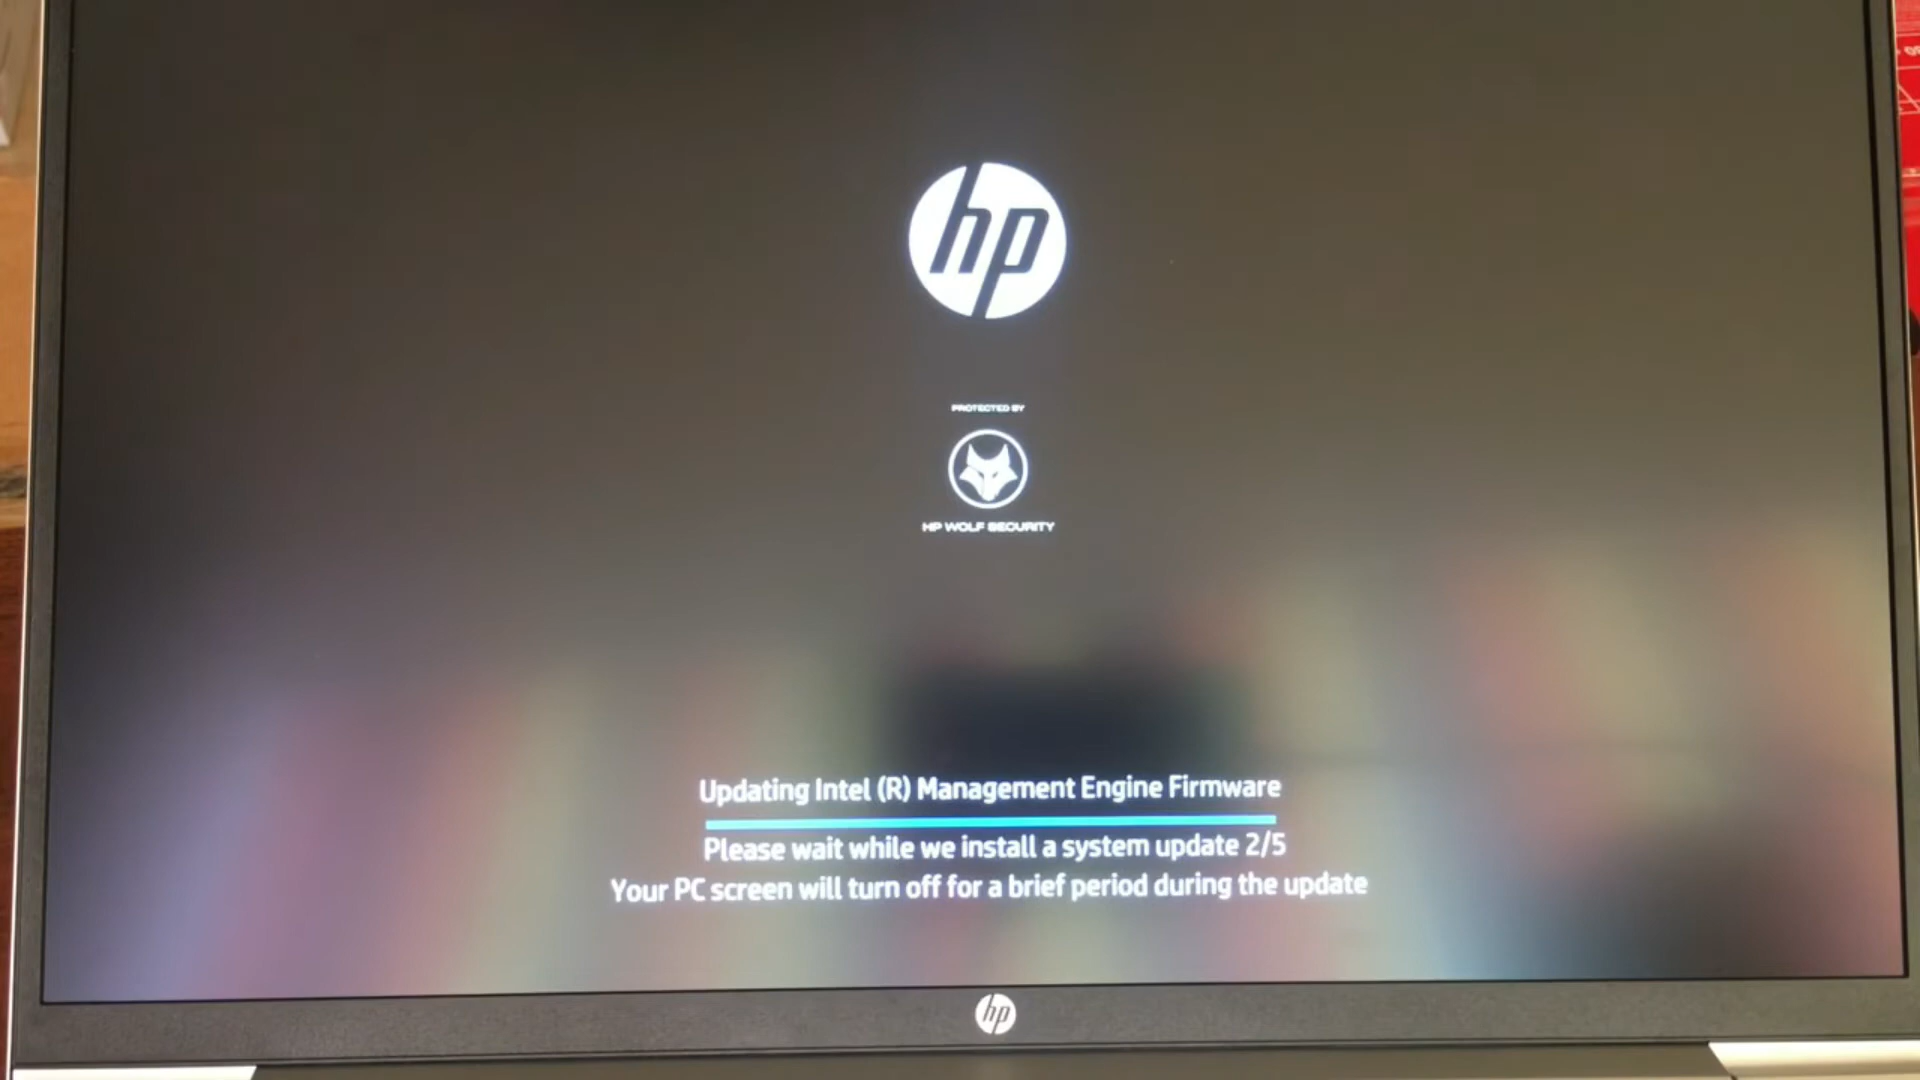 hp
PROTECTED BY
HP WOLF SECURITY
Updating Intel (R) Management Engine Firmware
Please wait while we install a system update 2/5
Your PC screen will turn off for a brief period during the update
hp